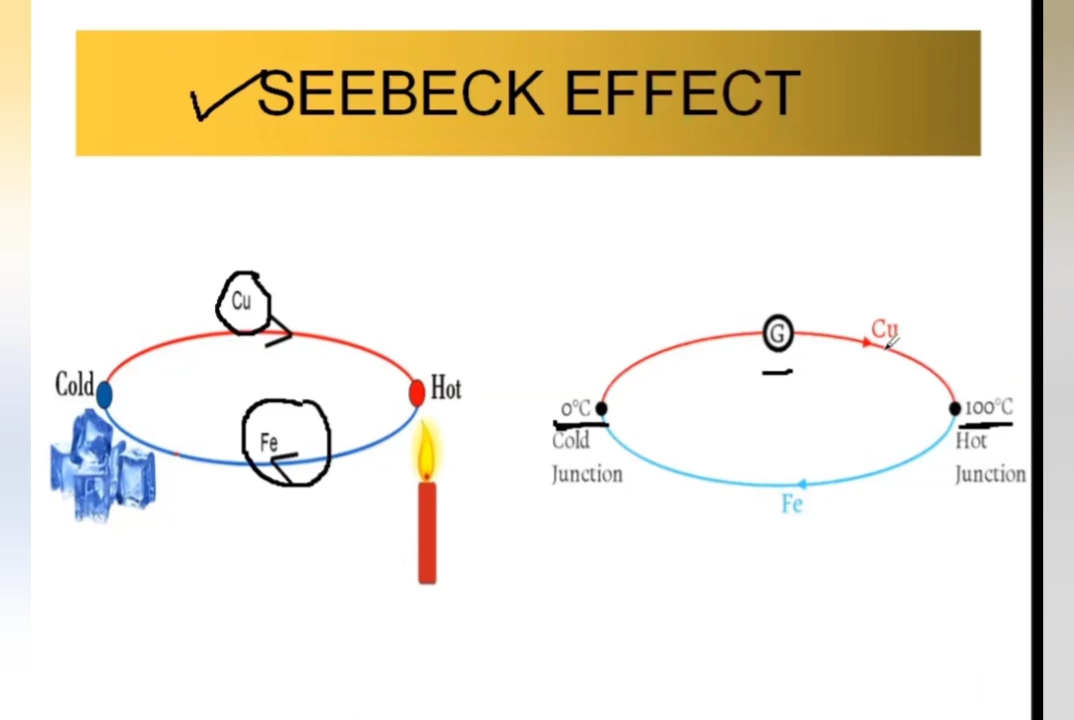 SEEBECK EFFECT
Cu
Cold
Hot
Fe
G
Cu
0°C
Cold
Junction
100°C
Hot
Junction
Fe